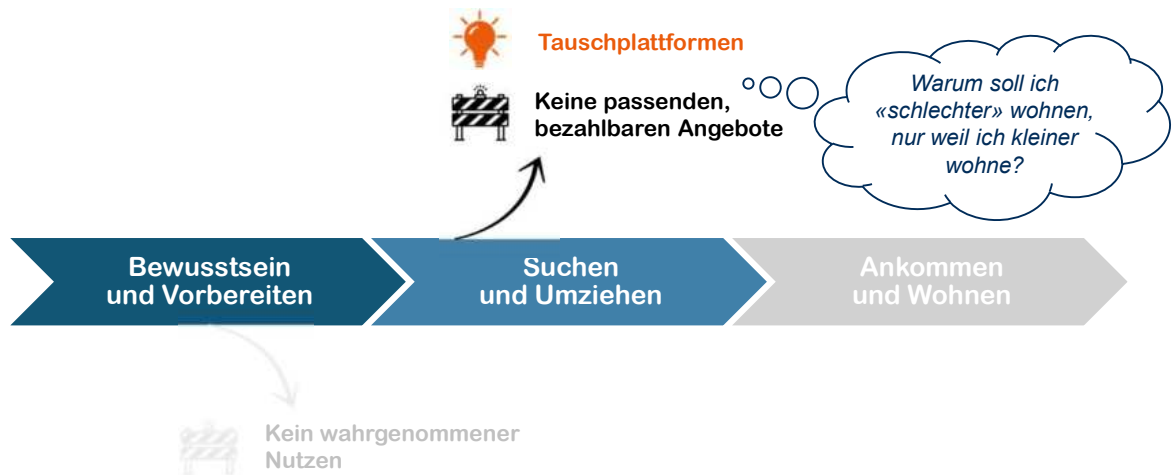 Tauschplattformen
Keine passenden,
bezahlbaren Angebote
Warum soll ich
«schlechter» wohnen,
nur weil ich kleiner
wohne?
Bewusstsein
und Vorbereiten
Suchen
und Umziehen
Ankommen
und Wohnen
Kein wahrgenommener
Nutzen